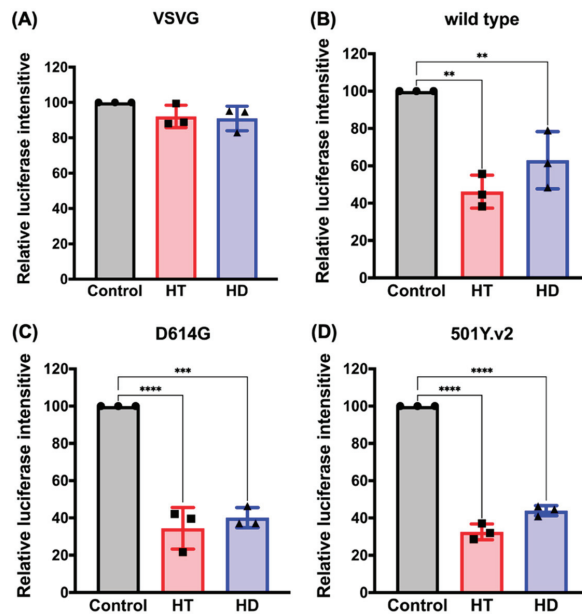 (A) VSVG
Relative luciferase intensitive
120
100
80
60
40
20
0
Control HT HD
(B) wild type
Relative luciferase intensitive
120
100
80
60
40
20
0
**
**
Control HT HD
(C) D614G
Relative luciferase intensitive
120
100
80
60
40
20
0
***
****
Control HT HD
(D) 501Y.v2
Relative luciferase intensitive
120
100
80
60
40
20
0
****
****
Control HT HD